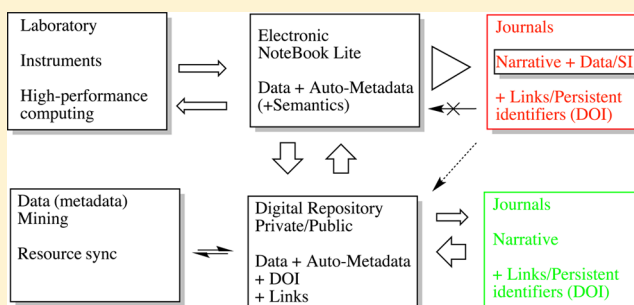 Laboratory
Instruments
High-performance
computing
Electronic
NoteBook Lite
Data + Auto-Metadata
(+Semantics)
Journals
Narrative + Data/SI
+ Links/Persistent
identifiers (DOI)
Data (metadata)
Mining
Resource sync
Digital Repository
Private/Public
Data + Auto-Metadata
+ DOI
+ Links
Journals
Narrative
+ Links/Persistent
identifiers (DOI)